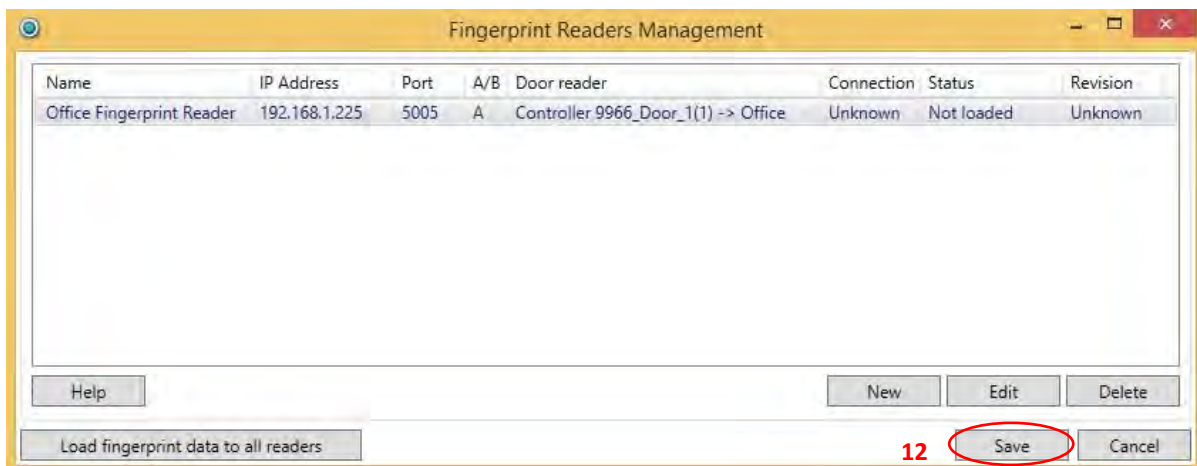 Fingerprint Readers Management
Name IP Address Port A/B Door reader Connection Status Revision
Office Fingerprint Reader 192.168.1.225 5005 A Controller 9966_Door_1(1) -> Office Unknown Not loaded Unknown
Help New Edit Delete
Load fingerprint data to all readers 12 Save Cancel